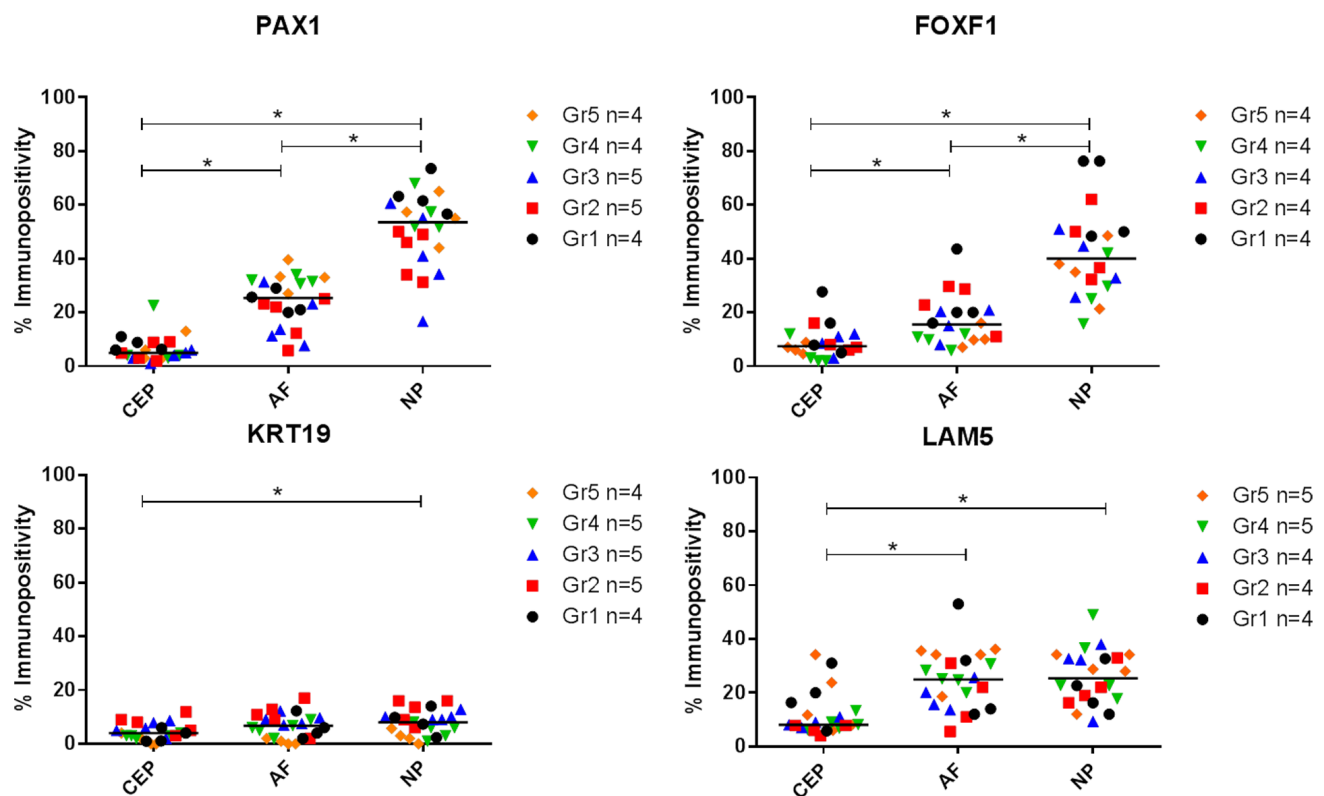 PAX1
% Immunopositivity
100
80
60
40
20
0
*
*
*
CEP
AF
NP
Gr5 n=4
Gr4 n=4
Gr3 n=5
Gr2 n=5
Gr1 n=4
FOXF1
% Immunopositivity
100
80
60
40
20
0
*
*
*
CEP
AF
NP
Gr5 n=4
Gr4 n=4
Gr3 n=4
Gr2 n=4
Gr1 n=4
KRT19
% Immunopositivity
100
80
60
40
20
0
*
CEP
AF
NP
Gr5 n=4
Gr4 n=5
Gr3 n=5
Gr2 n=5
Gr1 n=4
LAM5
% Immunopositivity
100
80
60
40
20
0
*
*
CEP
AF
NP
Gr5 n=5
Gr4 n=5
Gr3 n=4
Gr2 n=4
Gr1 n=4